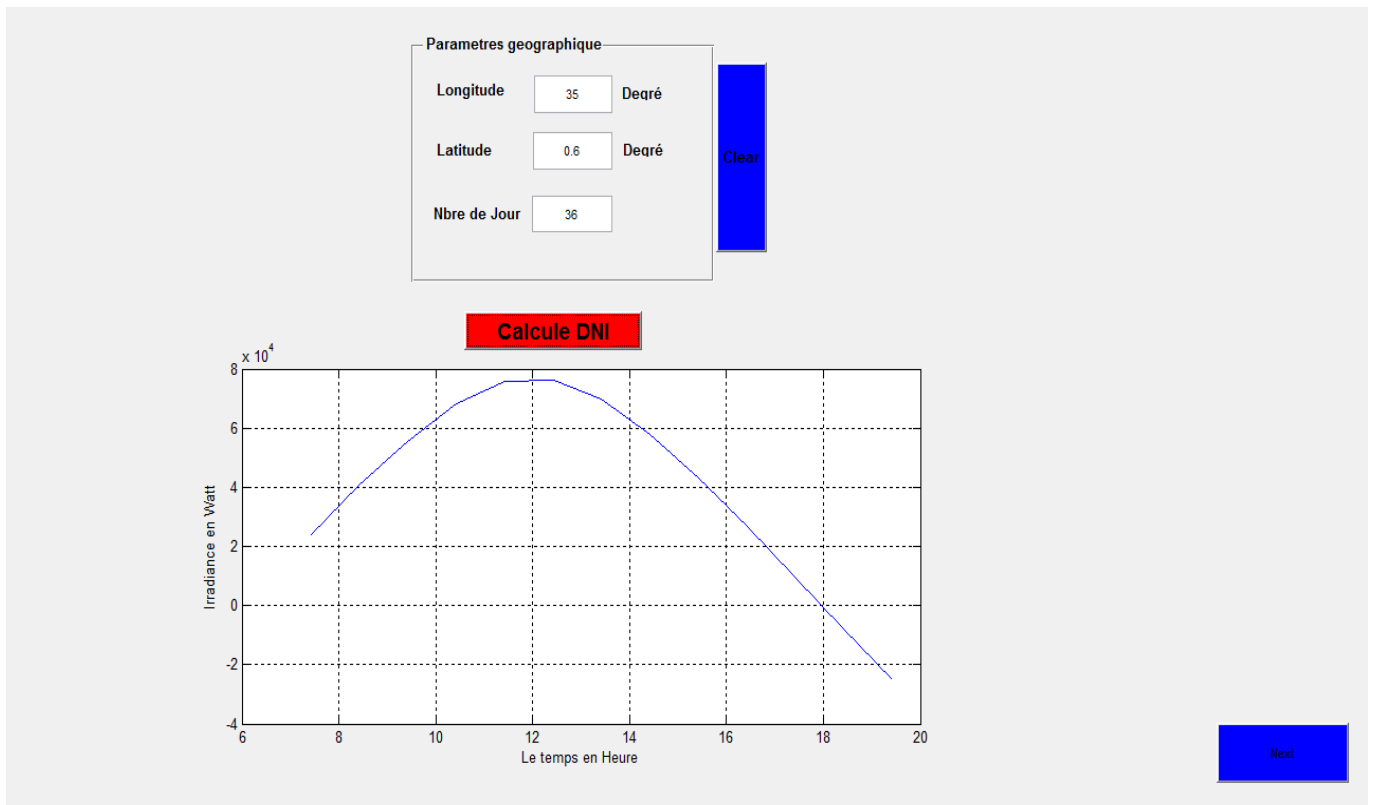 Parametres geographique
Longitude 35 Degré
Latitude 0.6 Degré
Nbre de Jour 36
Clear
Calcule DNI
x 10^4
8
6
4
2
0
-2
-4
Irradiance en Watt
6 8 10 12 14 16 18 20
Le temps en Heure
Next